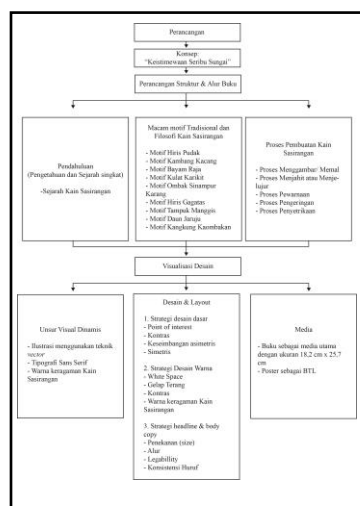 Perancangan
Konsep:
"Keistimewaan Seribu Sungai"
Perancangan Struktur & Alur Buku
Pendahuluan
(Pengetahuan dan Sejarah singkat)
-Sejarah Kain Sasirangan
Macam motif Tradisional dan
Filosofi Kain Sasirangan
- Motif Hiris Pudak
- Motif Kambang Kacang
- Motif Bayam Raja
- Motif Kulat Karikit
- Motif Ombak Sinampur
Karang
- Motif Hiris Gagatas
- Motif Tampuk Manggis
- Motif Daun Jaruju
- Motif Kangkung Kaombakan
Proses Pembuatan Kain
Sasirangan
- Proses Menggambar/ Memal
- Proses Menjahit atau Menje-
lujur
- Proses Pewarnaan
- Proses Pengeringan
- Proses Penyetrikaan
Visualisasi Desain
Unsur Visual Dinamis
- Ilustrasi menggunakan teknik
vector
- Tipografi Sans Serif
- Warna keragaman Kain
Sasirangan
Desain & Layout
1. Strategi desain dasar
- Point of interest
- Kontras
- Keseimbangan asimetris
- Simetris
2. Strategi Desain Warna
- White Space
- Gelap Terang
- Kontras
- Warna keragaman Kain
Sasirangan
3. Strategi headline & body
copy
- Penekanan (size)
- Alur
- Legabillity
- Konsistensi Huruf
Media
- Buku sebagai media utama
dengan ukuran 18,2 cm x 25,7
cm
- Poster sebagai BTL